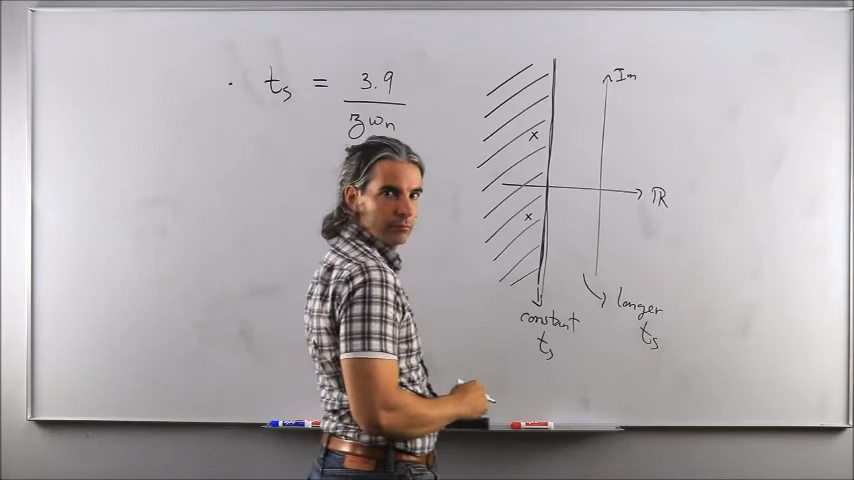 · tₛ = 3.9 / ζωₙ
Im
x
ℝ
x
constant
tₛ
longer
tₛ